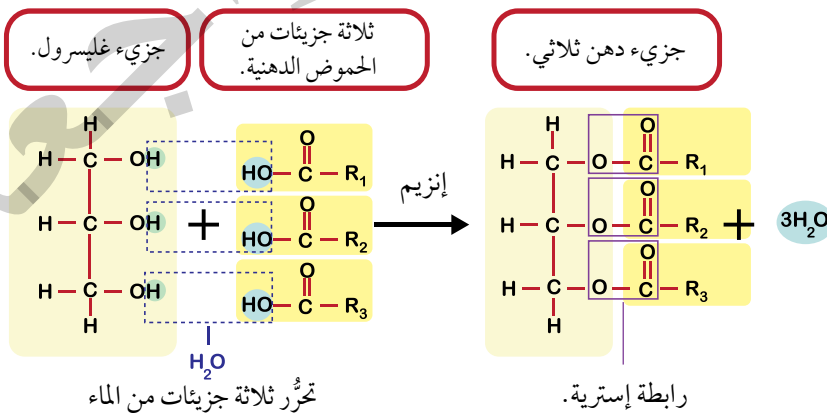 جزيء غليسرول.
ثلاثة جزيئات من
الحموض الدهنية.
جزيء دهن ثلاثي.
H
H — C — OH
H — C — OH
H — C — OH
H
+
O
HO — C — R₁
O
HO — C — R₂
O
HO — C — R₃
H₂O
تحرُّر ثلاثة جزيئات من الماء
إنزيم
H
H — C — O — C — R₁
O
H — C — O — C — R₂
O
H — C — O — C — R₃
O
H
+
3H₂O
رابطة إسترية.